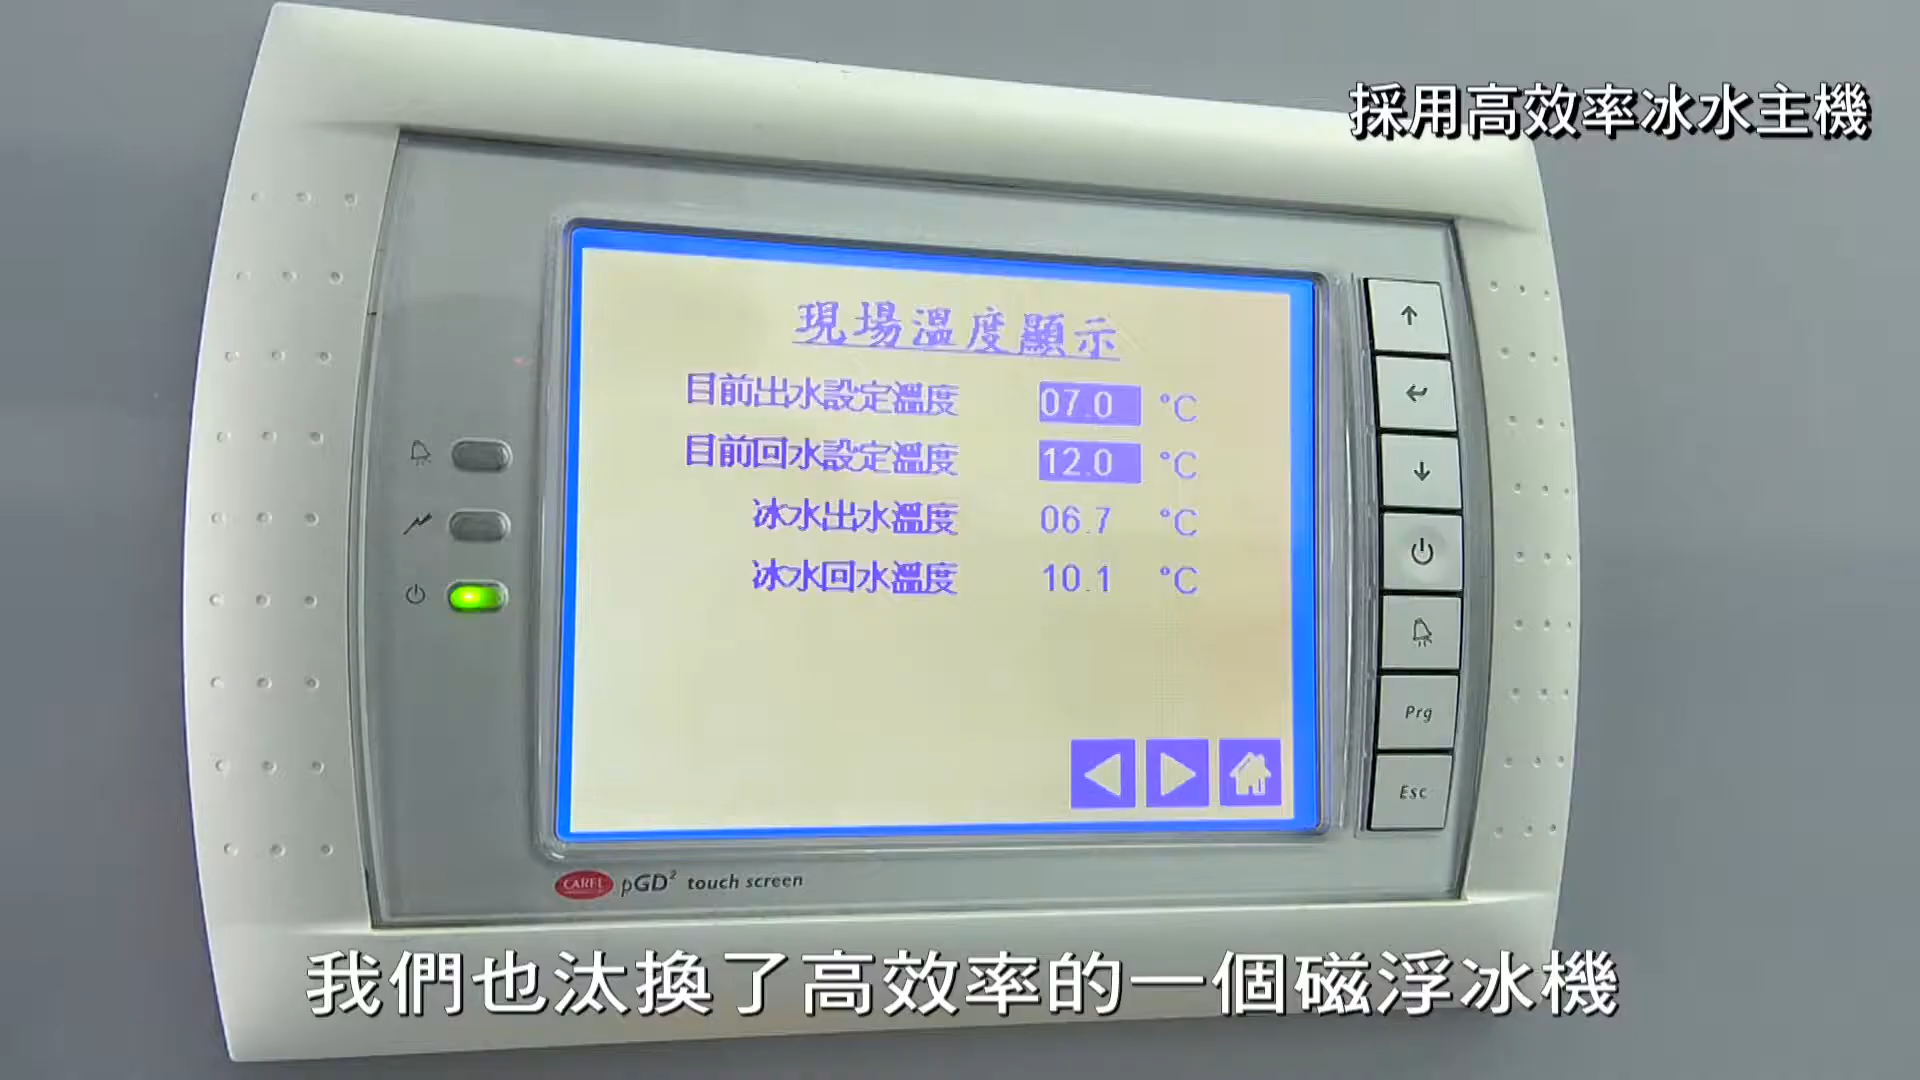 採用高效率冰水主機
現場溫度顯示
目前出水設定溫度 07.0 °C
目前回水設定溫度 12.0 °C
冰水出水溫度 06.7 °C
冰水回水溫度 10.1 °C
Prg
Esc
CAREL pGD² touch screen
我們也汰換了高效率的一個磁浮冰機